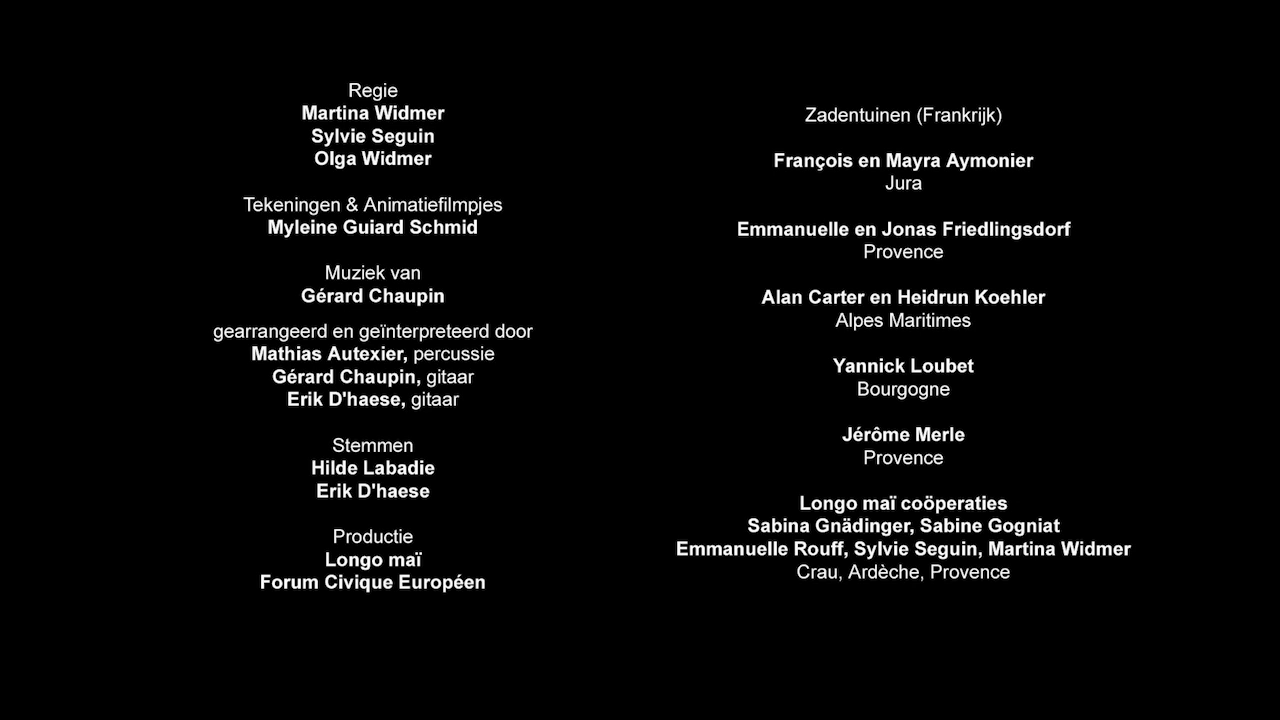 Regie
Martina Widmer
Sylvie Seguin
Olga Widmer
Tekeningen & Animatiefilmpjes
Myleine Guiard Schmid
Muziek van
Gérard Chaupin
gearrangeerd en geïnterpreteerd door
Mathias Autexier, percussie
Gérard Chaupin, gitaar
Erik D'haese, gitaar
Stemmen
Hilde Labadie
Erik D'haese
Productie
Longo maï
Forum Civique Européen
Zadentuinen (Frankrijk)
François en Mayra Aymonier
Jura
Emmanuelle en Jonas Friedlingsdorf
Provence
Alan Carter en Heidrun Koehler
Alpes Maritimes
Yannick Loubet
Bourgogne
Jérôme Merle
Provence
Longo maï coöperaties
Sabina Gnädinger, Sabine Gogniat
Emmanuelle Rouff, Sylvie Seguin, Martina Widmer
Crau, Ardèche, Provence